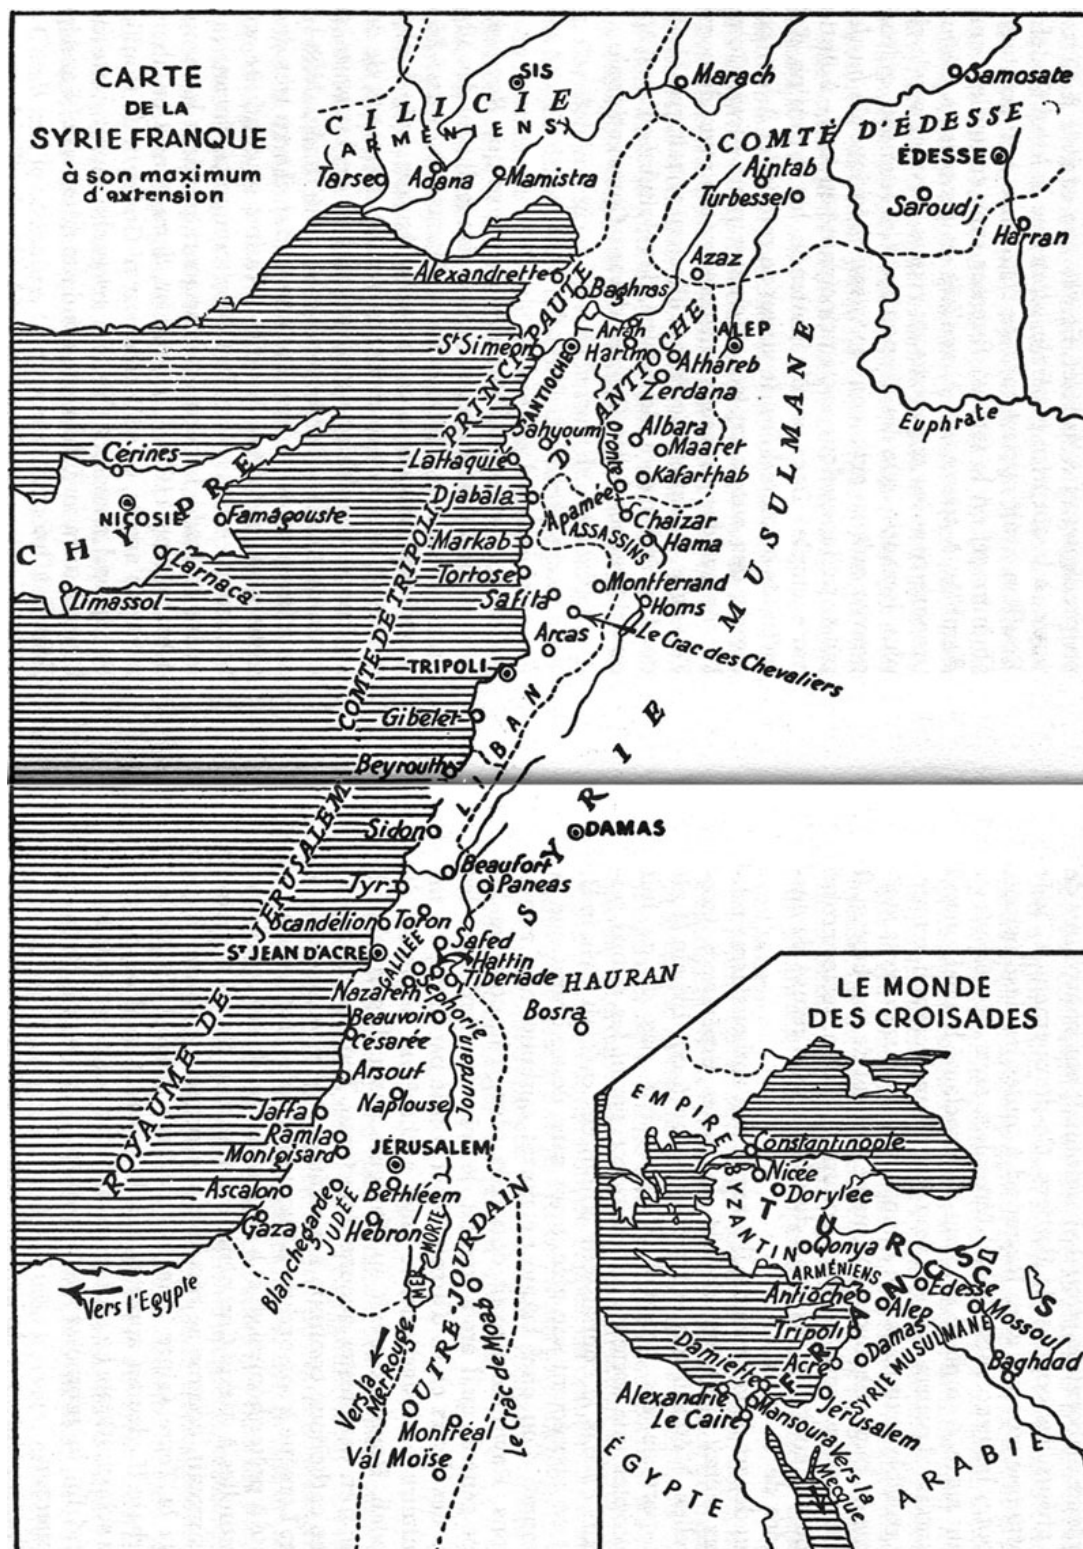 CARTE
DE LA
SYRIE FRANQUE
à son maximum
d'extension
SIS
CILICIE
(ARMÉNIENS)
Tarse
Adana
Mamistra
Marach
Samosate
COMTÉ D'ÉDESSE
ÉDESSE
Aintab
Turbessel
Saroudj
Harran
Azaz
Alexandrette
Baghras
PRINCIPAUTÉ
D'ANTIOCHE
St Siméon
ANTIOCHE
Artah
Harim
ALEP
Athareb
Zerdana
Euphrate
Sahyoum
Albara
Maaret
Lattaquié
Oronte
Kafarthab
Djabala
Apamée
Chaizar
ASSASSINS
Hama
Markab
Cérines
NICOSIE
Famagouste
CHYPRE
Larnaca
Limassol
Tortose
Montferrand
Safita
Homs
Arcas
Le Crac des Chevaliers
COMTÉ DE TRIPOLI
TRIPOLI
Gibelet
LIBAN
Beyrouth
SYRIE MUSULMANE
Sidon
DAMAS
Beaufort
Tyr
Paneas
Scandélion
Toron
ROYAUME DE JERUSALEM
St JEAN D'ACRE
GALILÉE
Safed
Hattin
Tiberiade
HAURAN
Nazareth
Sephorie
Beauvoir
Bosra
Césarée
Arsouf
Jourdain
Naplouse
Jaffa
Ramla
Montgisard
JÉRUSALEM
Ascalon
Bethléem
Blanchegarde
JUDÉE
Gaza
Hébron
MER MORTE
Vers l'Egypte
OUTRE-JOURDAIN
Vers la
Mer Rouge
Le Crac de Moab
Montréal
Val Moïse
LE MONDE
DES CROISADES
EMPIRE
BYZANTIN
Constantinople
Nicée
Dorylée
TURCS
Qonya
ARMÉNIENS
Antioche
Edesse
Alep
Mossoul
FRANCS
Tripoli
Damas
SYRIE MUSULMANE
Baghdad
Acre
Damiette
Alexandrie
Le Caire
Mansoura
Jérusalem
Vers la
Mecque
ÉGYPTE
ARABIE